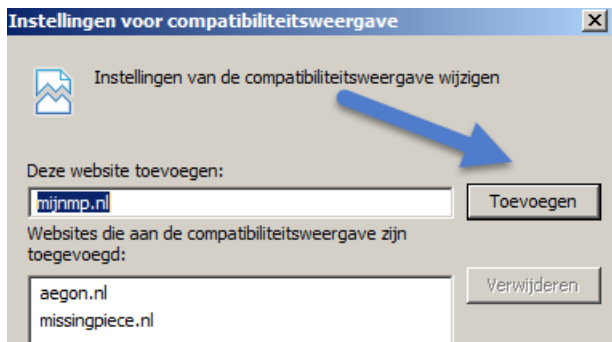 Instellingen voor compatibiliteitsweergave
Instellingen van de compatibiliteitsweergave wijzigen
Deze website toevoegen:
mijnmp.nl
Toevoegen
Websites die aan de compatibiliteitsweergave zijn
toegevoegd:
aegon.nl
missingpiece.nl
Verwijderen